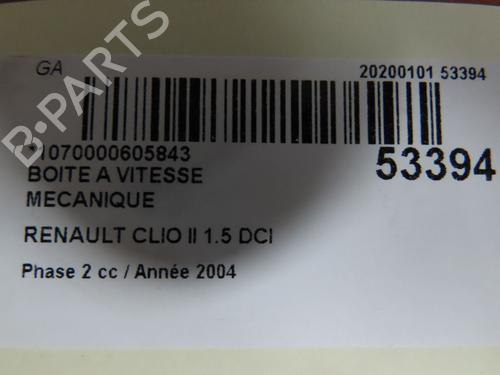 GA
20200101 53394
*1070000605843
53394
BOITE A VITESSE
MECANIQUE
RENAULT CLIO II 1.5 DCI
Phase 2 cc / Année 2004
B-PARTS